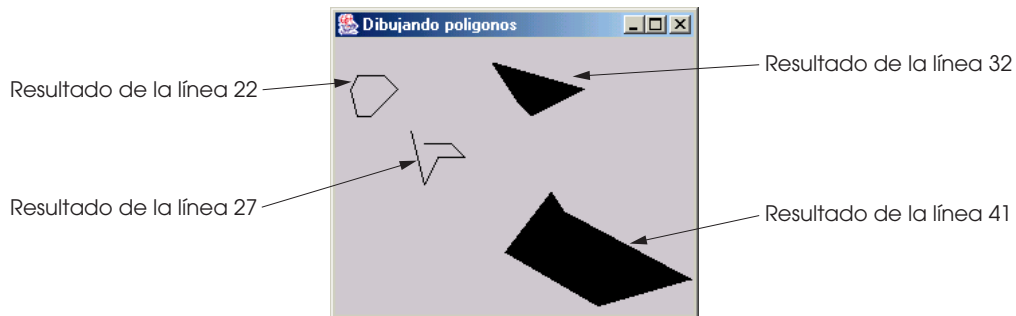 Dibujando poligonos
Resultado de la línea 22
Resultado de la línea 32
Resultado de la línea 27
Resultado de la línea 41